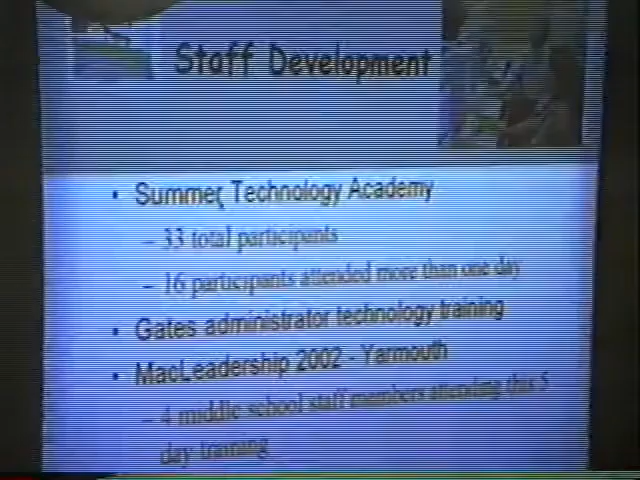 Staff Development
• Summer Technology Academy
– 33 total participants
– 16 participants attended more than one day
• Gates administrator technology training
• MacLeadership 2002 - Yarmouth
– 4 middle school staff members attending this 5
day training